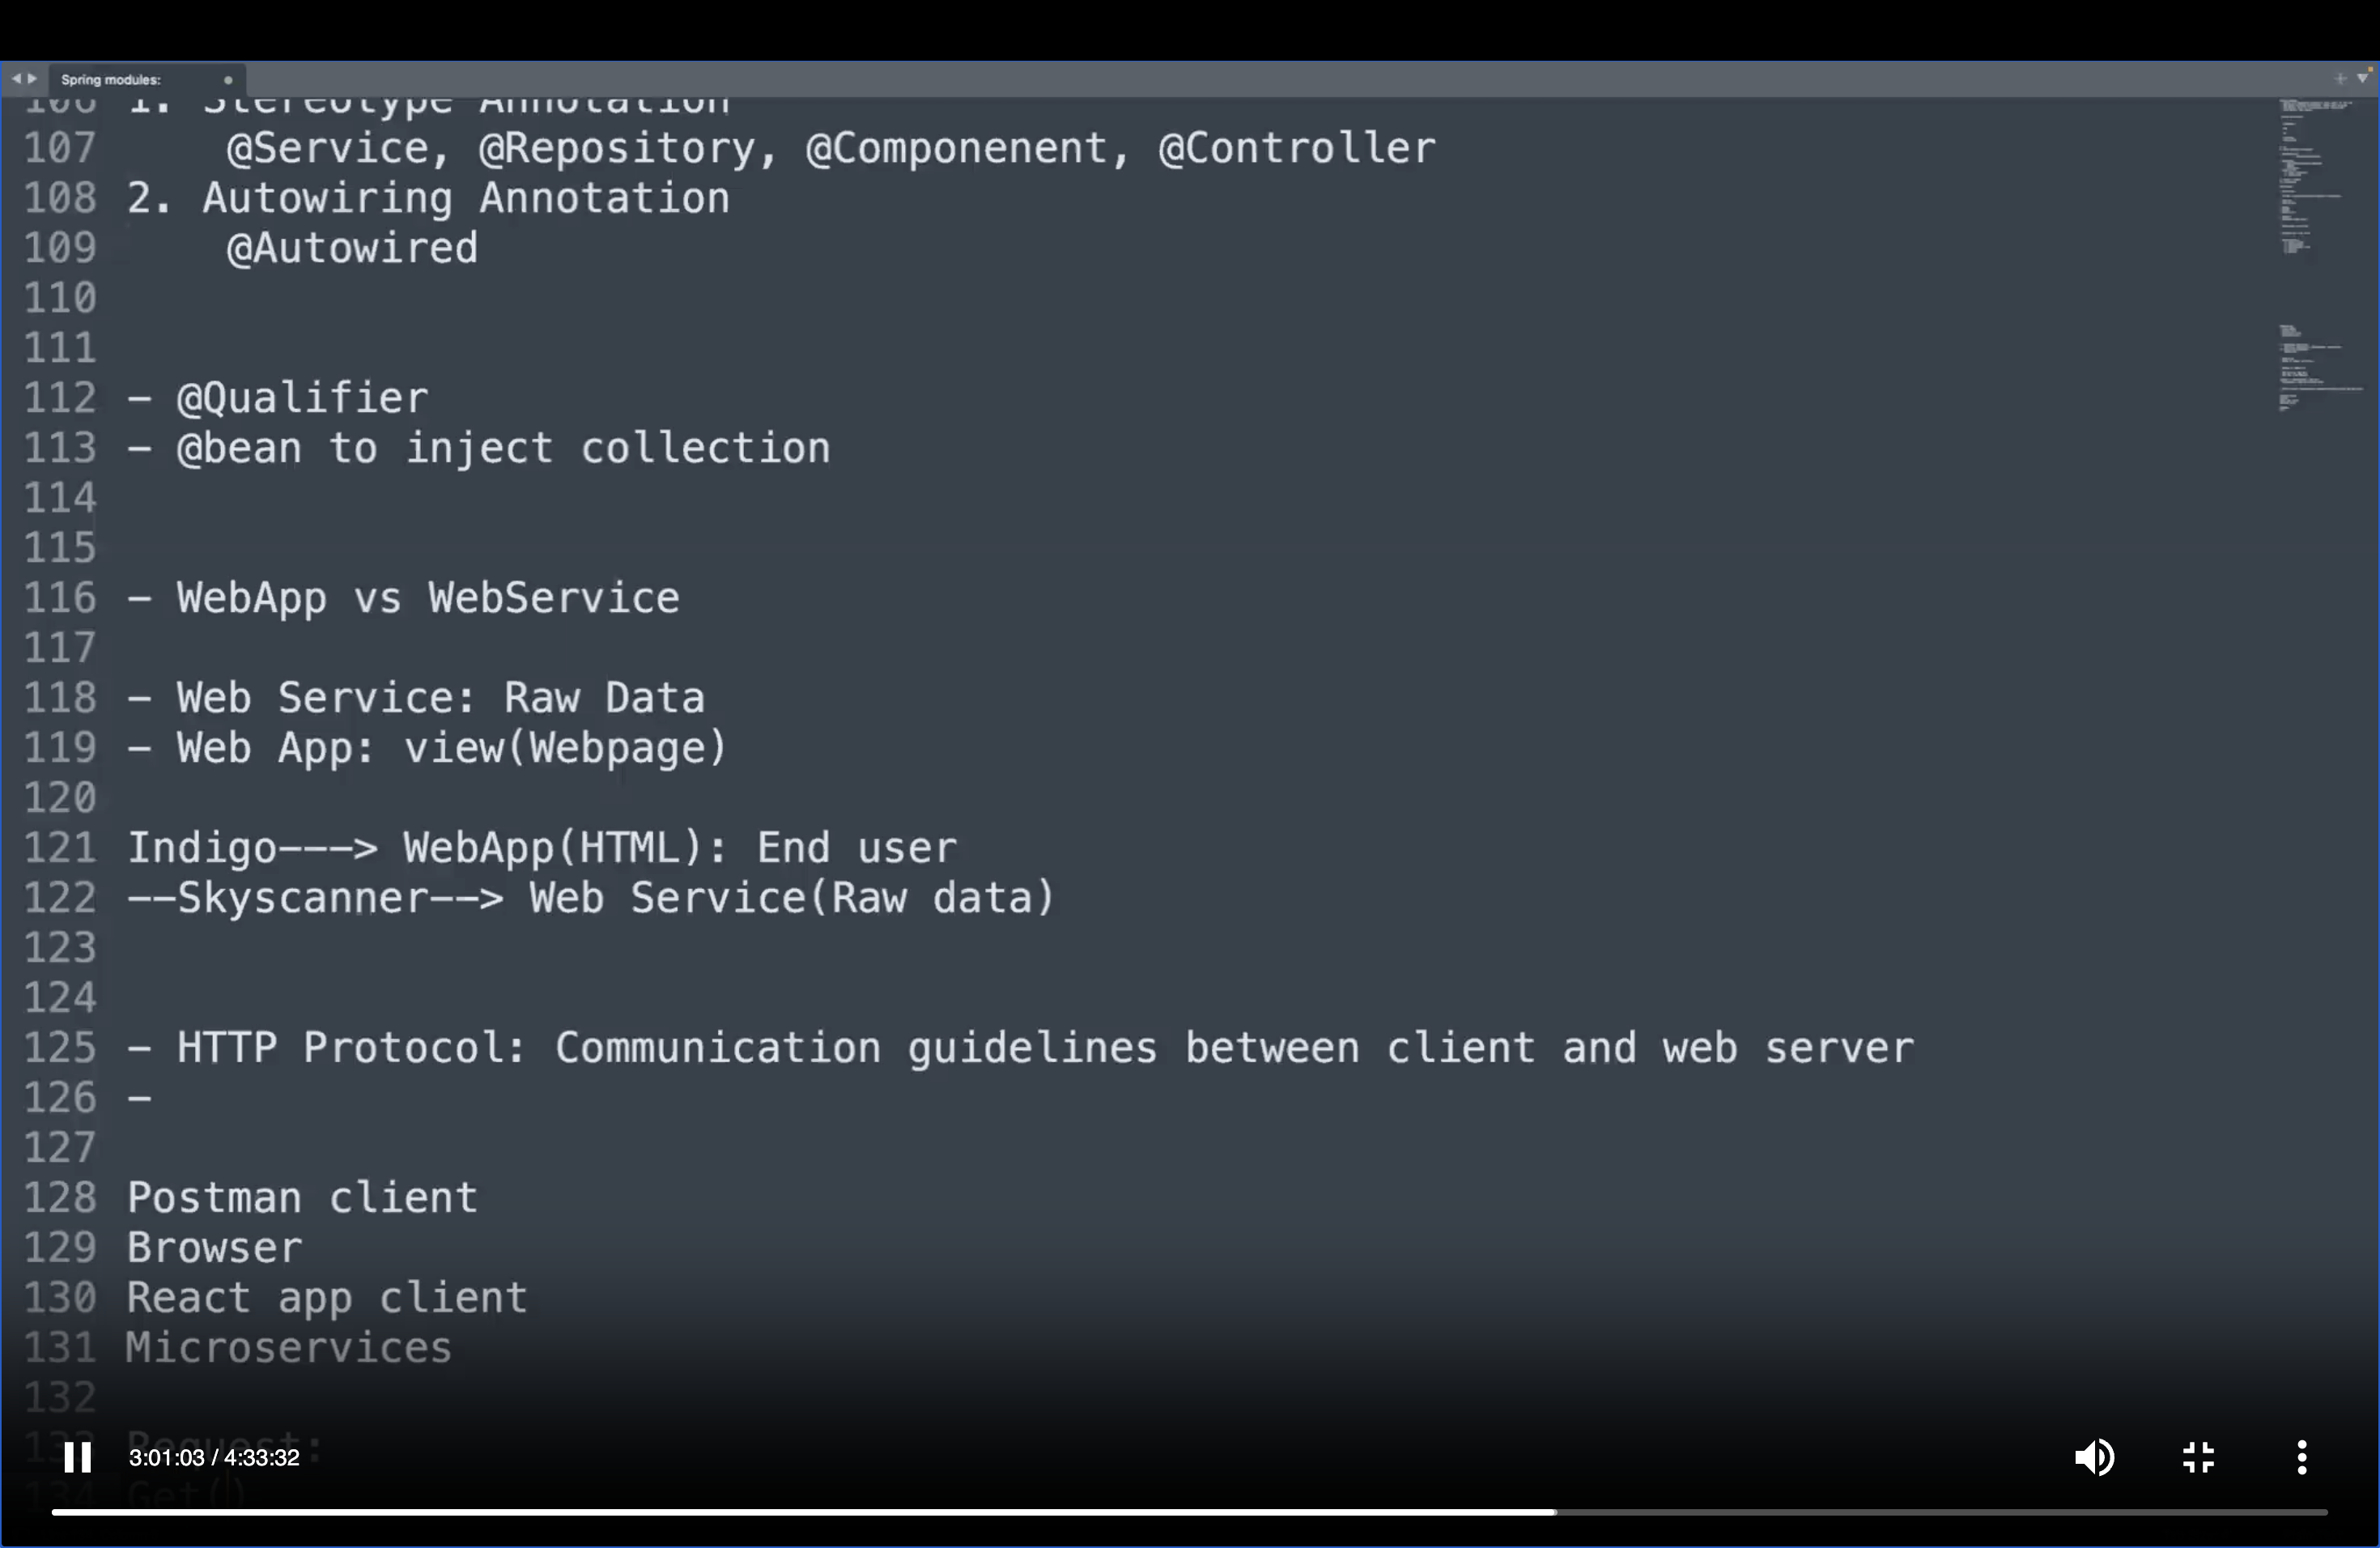 Spring modules:
106 1. Stereotype Annotation
107 @Service, @Repository, @Componenent, @Controller
108 2. Autowiring Annotation
109 @Autowired
110
111
112 - @Qualifier
113 - @bean to inject collection
114
115
116 - WebApp vs WebService
117
118 - Web Service: Raw Data
119 - Web App: view(Webpage)
120
121 Indigo---> WebApp(HTML): End user
122 --Skyscanner--> Web Service(Raw data)
123
124
125 - HTTP Protocol: Communication guidelines between client and web server
126 -
127
128 Postman client
129 Browser
130 React app client
131 Microservices
132
133 Request:
3:01:03 / 4:33:32
134 Get()